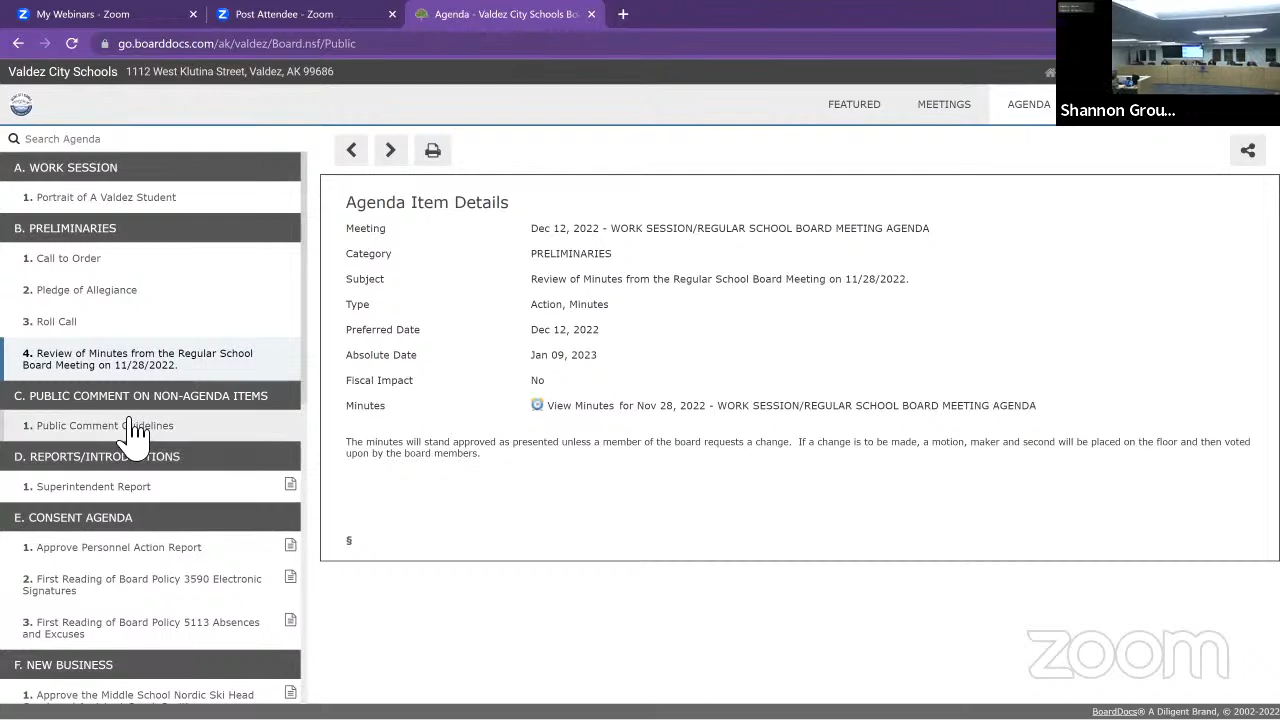 My Webinars - Zoom
Post Attendee - Zoom
Agenda - Valdez City Schools Bo
go.boarddocs.com/ak/valdez/Board.nsf/Public
Valdez City Schools 1112 West Klutina Street, Valdez, AK 99686
FEATURED MEETINGS AGENDA
Shannon Grou...
Search Agenda
A. WORK SESSION
1. Portrait of A Valdez Student
B. PRELIMINARIES
1. Call to Order
2. Pledge of Allegiance
3. Roll Call
4. Review of Minutes from the Regular School
Board Meeting on 11/28/2022.
C. PUBLIC COMMENT ON NON-AGENDA ITEMS
1. Public Comment Guidelines
D. REPORTS/INTRODUCTIONS
1. Superintendent Report
E. CONSENT AGENDA
1. Approve Personnel Action Report
2. First Reading of Board Policy 3590 Electronic
Signatures
3. First Reading of Board Policy 5113 Absences
and Excuses
F. NEW BUSINESS
1. Approve the Middle School Nordic Ski Head
Agenda Item Details
Meeting Dec 12, 2022 - WORK SESSION/REGULAR SCHOOL BOARD MEETING AGENDA
Category PRELIMINARIES
Subject Review of Minutes from the Regular School Board Meeting on 11/28/2022.
Type Action, Minutes
Preferred Date Dec 12, 2022
Absolute Date Jan 09, 2023
Fiscal Impact No
Minutes View Minutes for Nov 28, 2022 - WORK SESSION/REGULAR SCHOOL BOARD MEETING AGENDA
The minutes will stand approved as presented unless a member of the board requests a change. If a change is to be made, a motion, maker and second will be placed on the floor and then voted
upon by the board members.
§
zoom
BoardDocs® A Diligent Brand, © 2002-2022